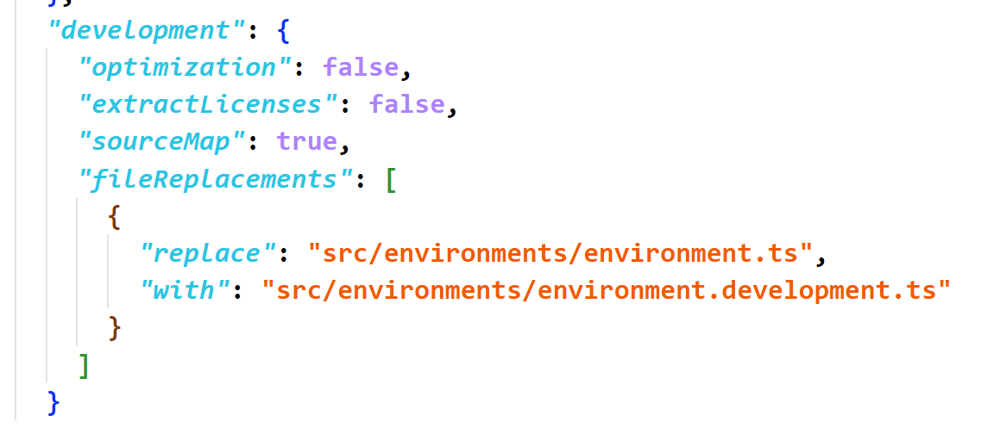 },
"development": {
"optimization": false,
"extractLicenses": false,
"sourceMap": true,
"fileReplacements": [
{
"replace": "src/environments/environment.ts",
"with": "src/environments/environment.development.ts"
}
]
}